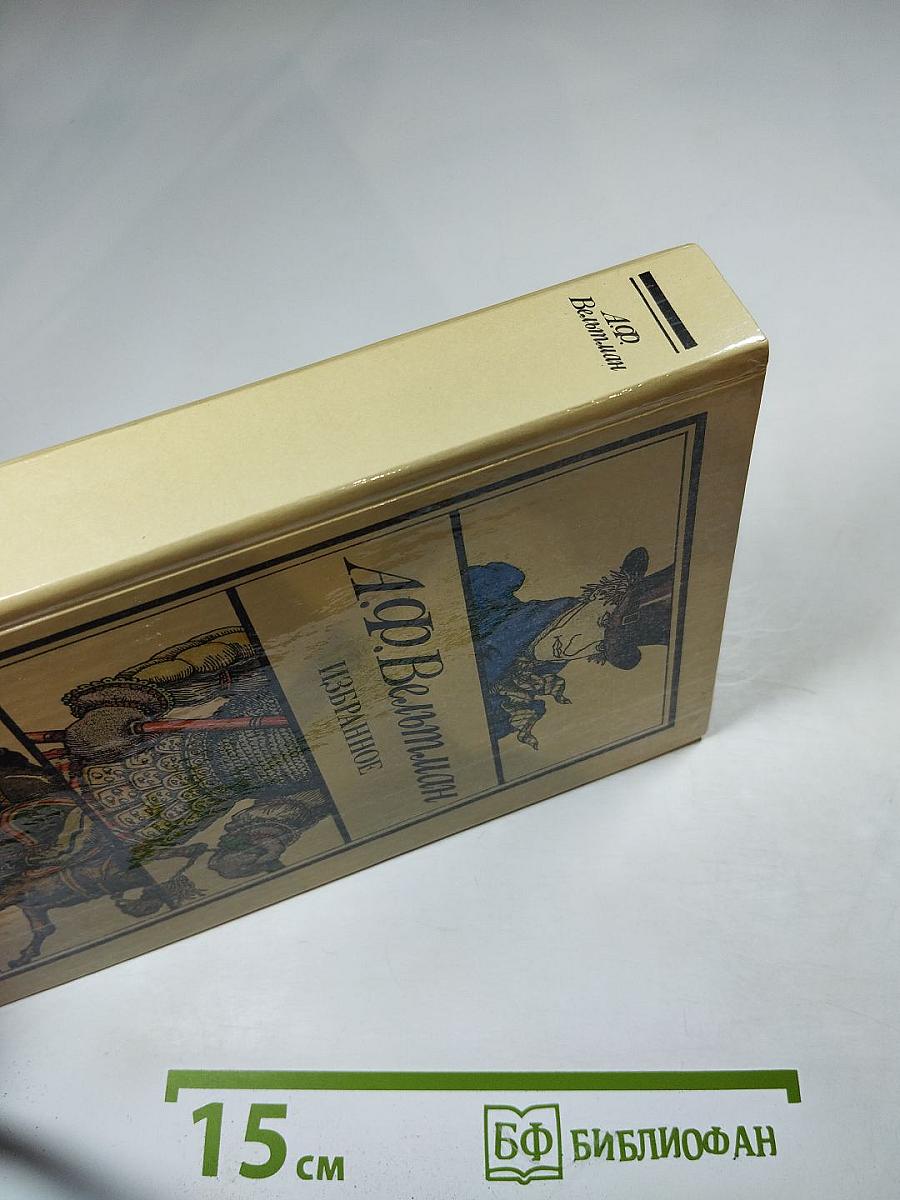 А.Ф.
Вельтман
А.Ф.Вельтман
ИЗБРАННОЕ
15 см
БФ БИБЛИОФАН